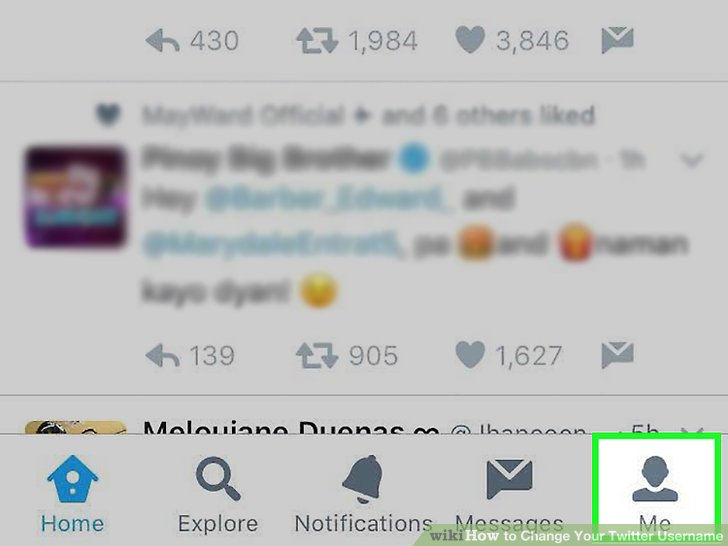 430 1,984 3,846
MayWard Official and 6 others liked
Pinoy Big Brother @PBBabscbn · 1h
Hey @Barber_Edward_ and
@MarydaleEntrat5, pa and naman
kayo dyan!
139 905 1,627
Melouiane Duenas 5h
Home Explore Notifications Messages Me
wikiHow to Change Your Twitter Username